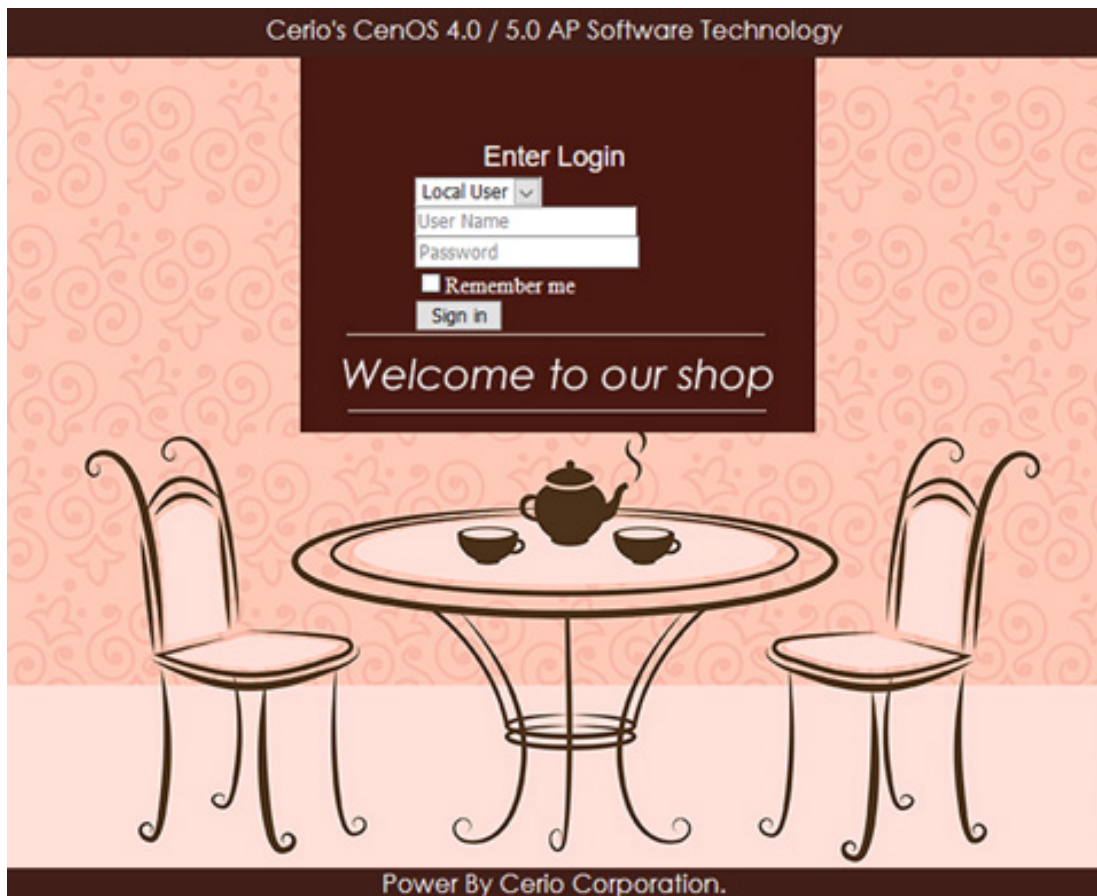 Cerio's CenOS 4.0 / 5.0 AP Software Technology
Enter Login
Local User
User Name
Password
Remember me
Sign in
Welcome to our shop
Power By Cerio Corporation.